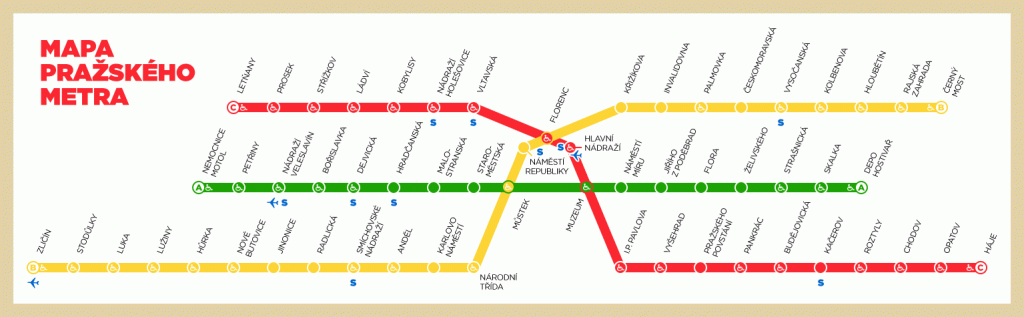 MAPA
PRAŽSKÉHO
METRA
LETŇANY
PROSEK
STŘÍŽKOV
LÁDVÍ
KOBYLISY
NÁDRAŽÍ
HOLEŠOVICE
VLTAVSKÁ
FLORENC
KŘIŽÍKOVA
INVALIDOVNA
PALMOVKA
ČESKOMORAVSKÁ
VYSOČANSKÁ
KOLBENOVA
HLOUBĚTÍN
RAJSKÁ
ZAHRADA
ČERNÝ
MOST
C
B
S
S
S
S
S
HLAVNÍ
NÁDRAŽÍ
NÁMĚSTÍ
REPUBLIKY
NEMOCNICE
MOTOL
PETŘINY
NÁDRAŽÍ
VELESLAVÍN
BOŘISLAVKA
DEJVICKÁ
HRADČANSKÁ
MALO-
STRANSKÁ
STARO-
MĚSTSKÁ
NÁMĚSTÍ
MÍRU
JIŘÍHO
Z PODĚBRAD
FLORA
ŽELIVSKÉHO
STRAŠNICKÁ
SKALKA
DEPO
HOSTIVAŘ
A
A
S
S
S
MŮSTEK
MUZEUM
ZLIČÍN
STODŮLKY
LUKA
LUŽINY
HŮRKA
NOVÉ
BUTOVICE
JINONICE
RADLICKÁ
SMÍCHOVSKÉ
NÁDRAŽÍ
ANDĚL
KARLOVO
NÁMĚSTÍ
NÁRODNÍ
TŘÍDA
I.P. PAVLOVA
VYŠEHRAD
PRAŽSKÉHO
POVSTÁNÍ
PANKRÁC
BUDĚJOVICKÁ
KAČEROV
ROZTYLY
CHODOV
OPATOV
HÁJE
B
C
S
S